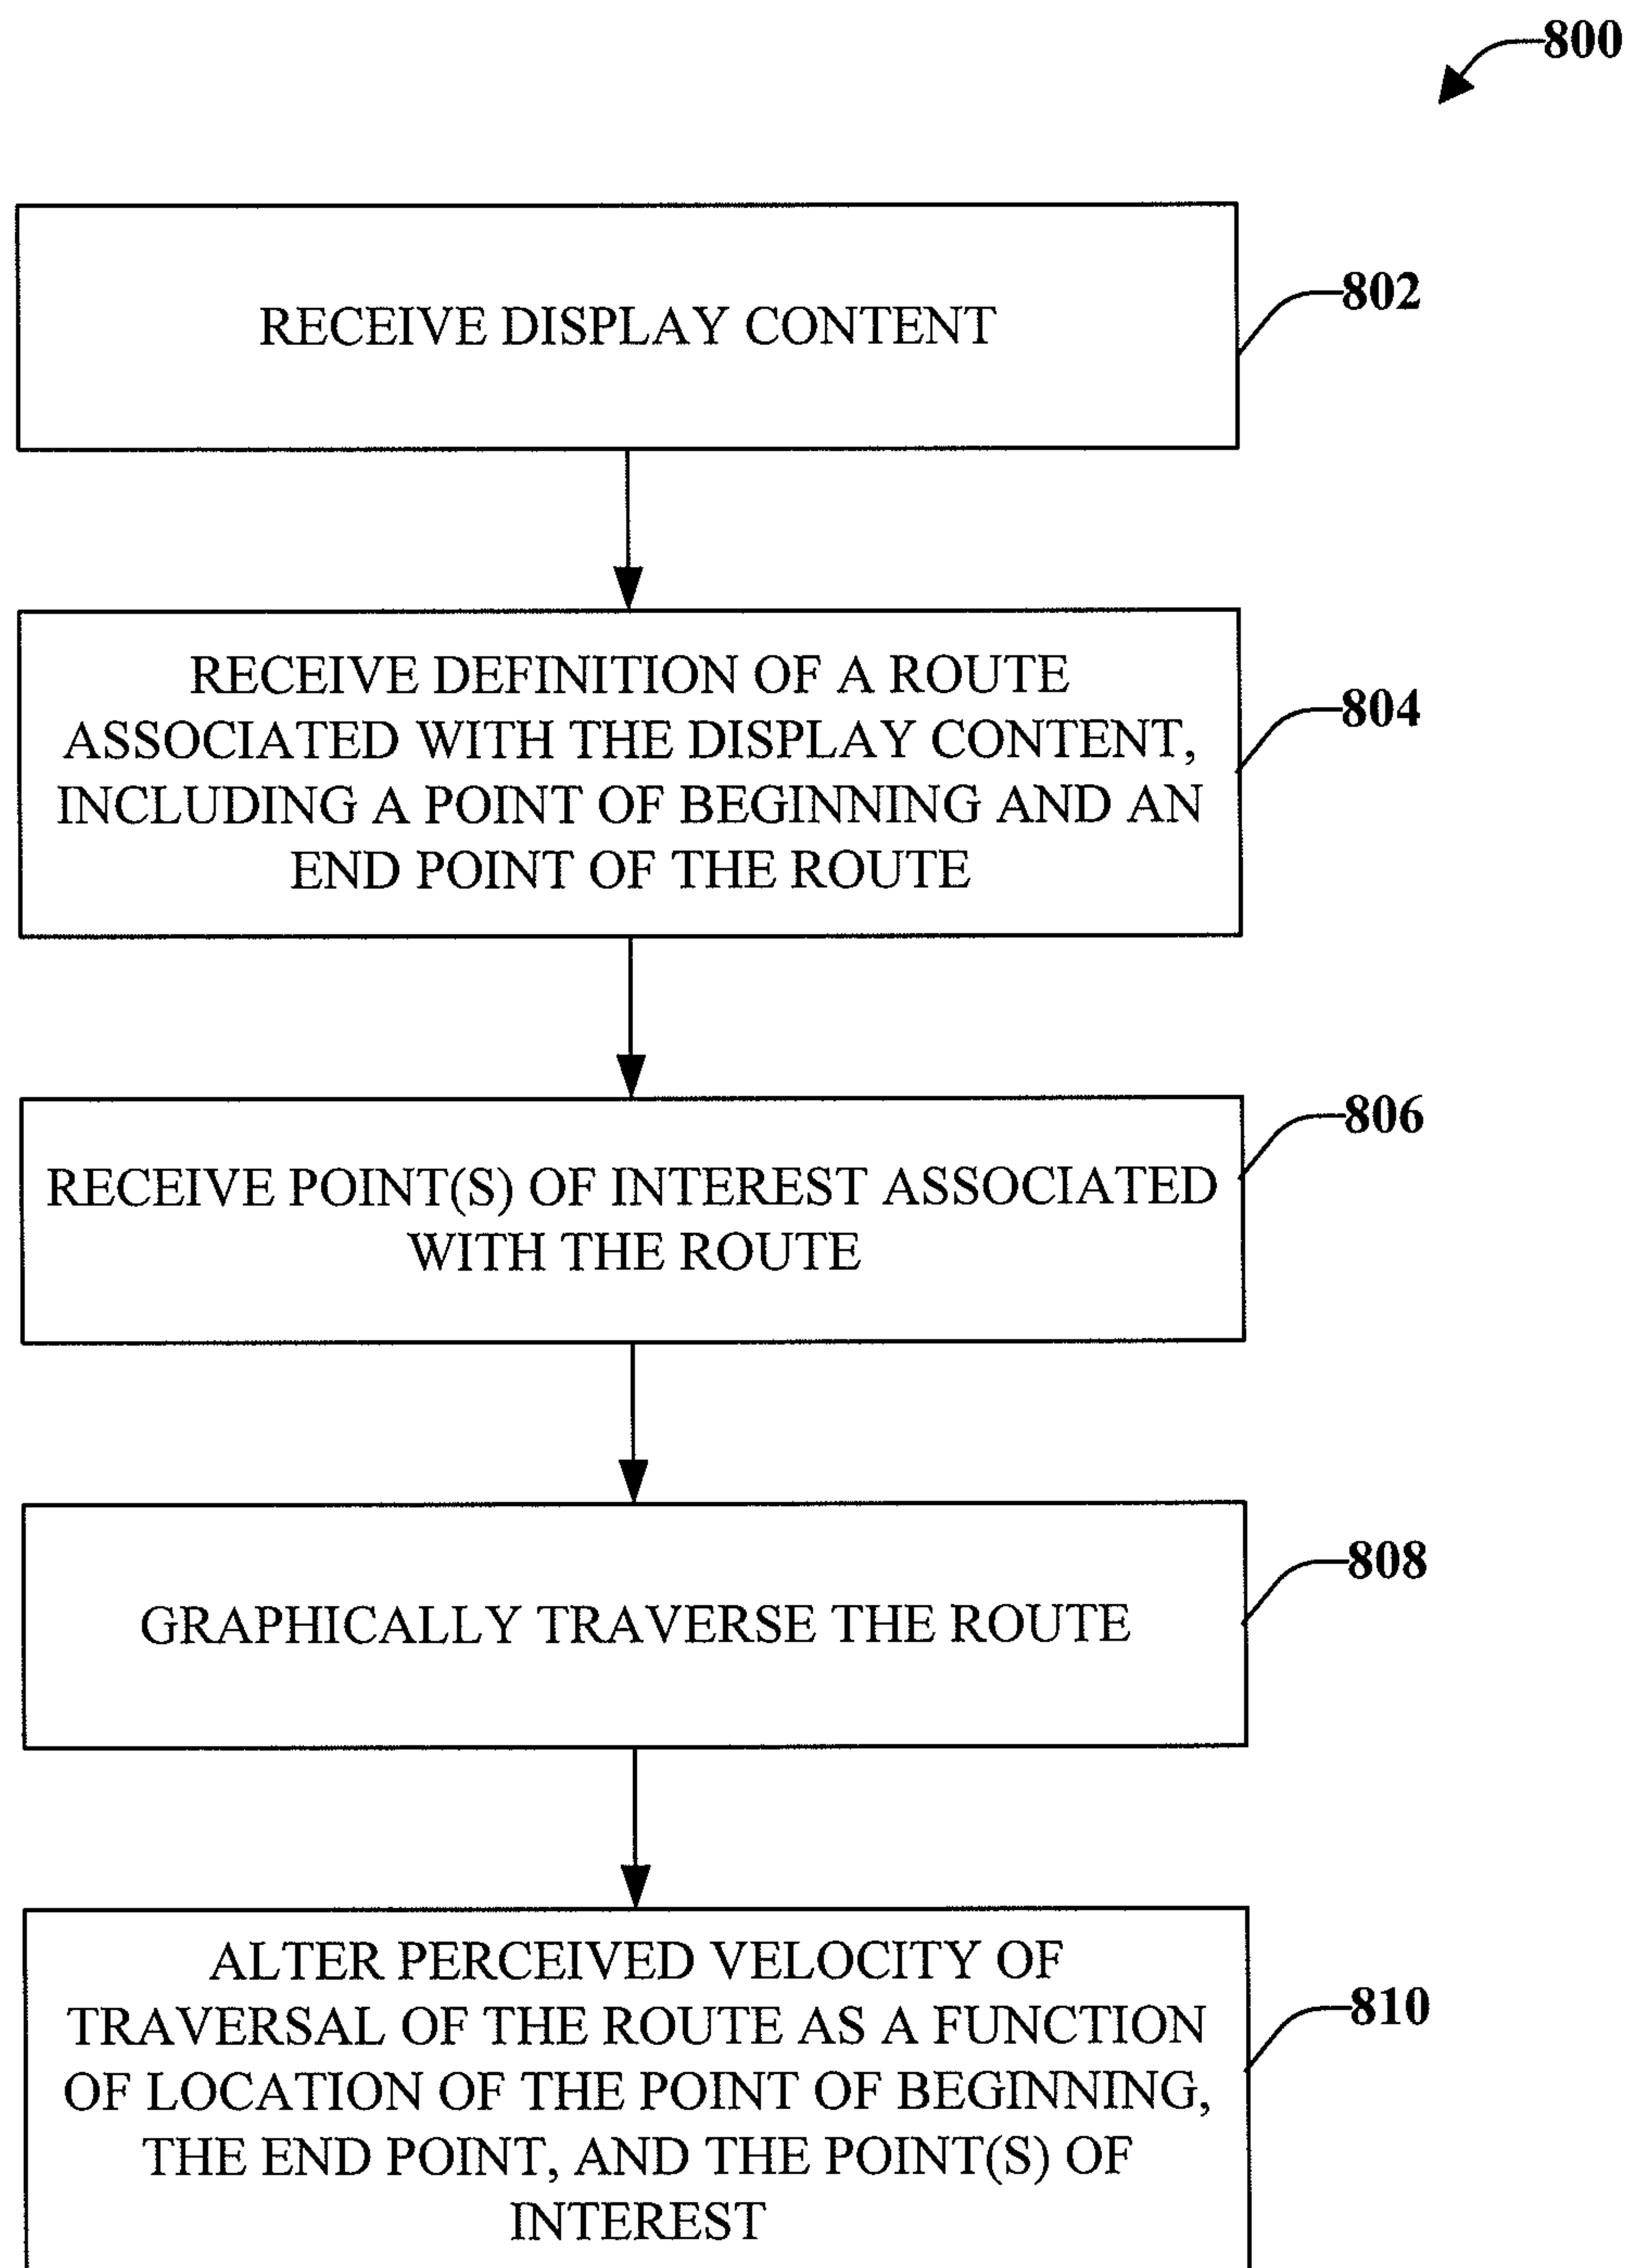 800
RECEIVE DISPLAY CONTENT
802
RECEIVE DEFINITION OF A ROUTE
ASSOCIATED WITH THE DISPLAY CONTENT,
INCLUDING A POINT OF BEGINNING AND AN
END POINT OF THE ROUTE
804
RECEIVE POINT(S) OF INTEREST ASSOCIATED
WITH THE ROUTE
806
GRAPHICALLY TRAVERSE THE ROUTE
808
ALTER PERCEIVED VELOCITY OF
TRAVERSAL OF THE ROUTE AS A FUNCTION
OF LOCATION OF THE POINT OF BEGINNING,
THE END POINT, AND THE POINT(S) OF
INTEREST
810